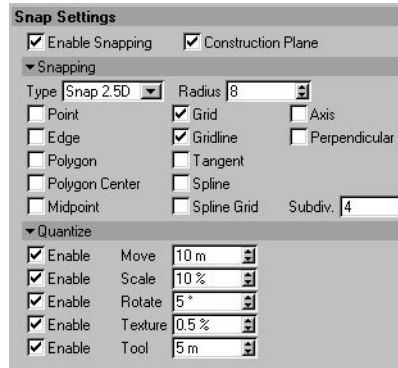 Snap Settings
Enable Snapping Construction Plane
Snapping
Type Snap 2.5D Radius 8
Point Grid Axis
Edge Gridline Perpendicular
Polygon Tangent
Polygon Center Spline
Midpoint Spline Grid Subdiv. 4
Quantize
Enable Move 10 m
Enable Scale 10 %
Enable Rotate 5 °
Enable Texture 0.5 %
Enable Tool 5 m